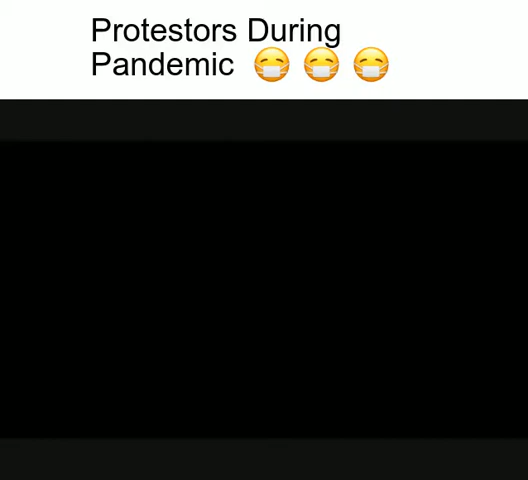 Protestors During
Pandemic 😷 😷 😷